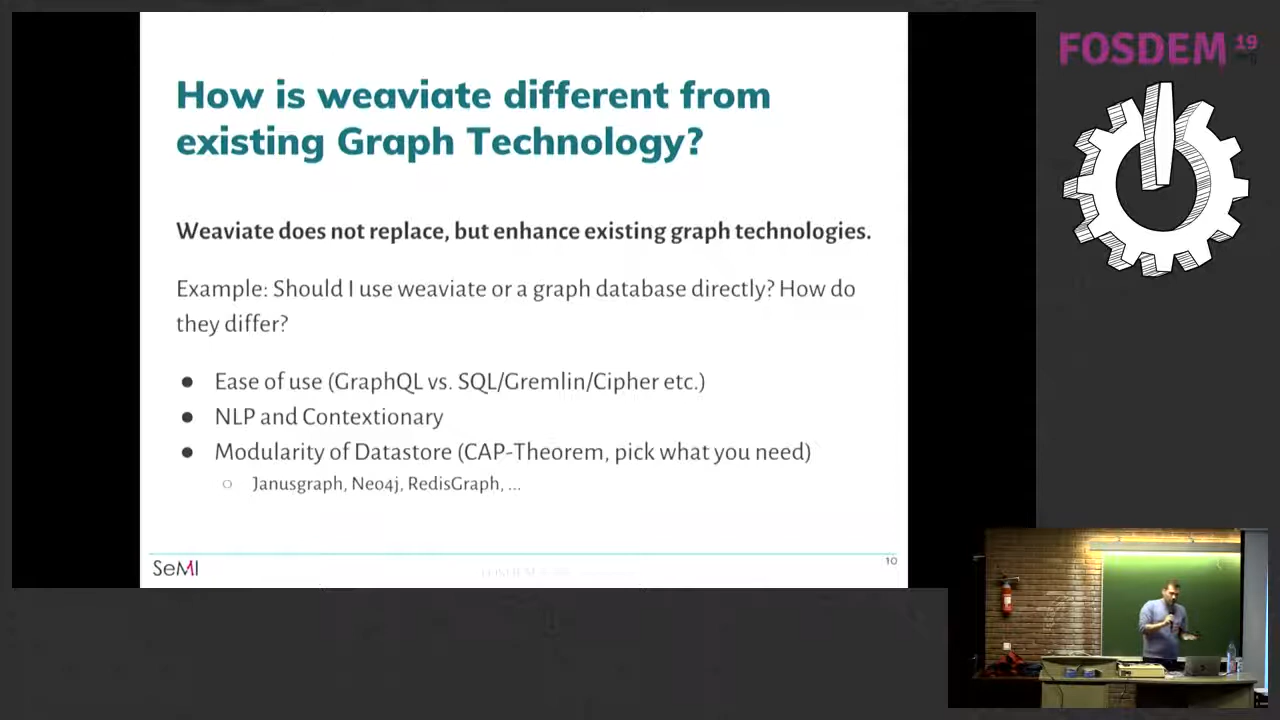 How is weaviate different from
existing Graph Technology?
Weaviate does not replace, but enhance existing graph technologies.
Example: Should I use weaviate or a graph database directly? How do
they differ?
● Ease of use (GraphQL vs. SQL/Gremlin/Cipher etc.)
● NLP and Contextionary
● Modularity of Datastore (CAP-Theorem, pick what you need)
○ Janusgraph, Neo4j, RedisGraph, ...
SeMI
10
FOSDEM 19